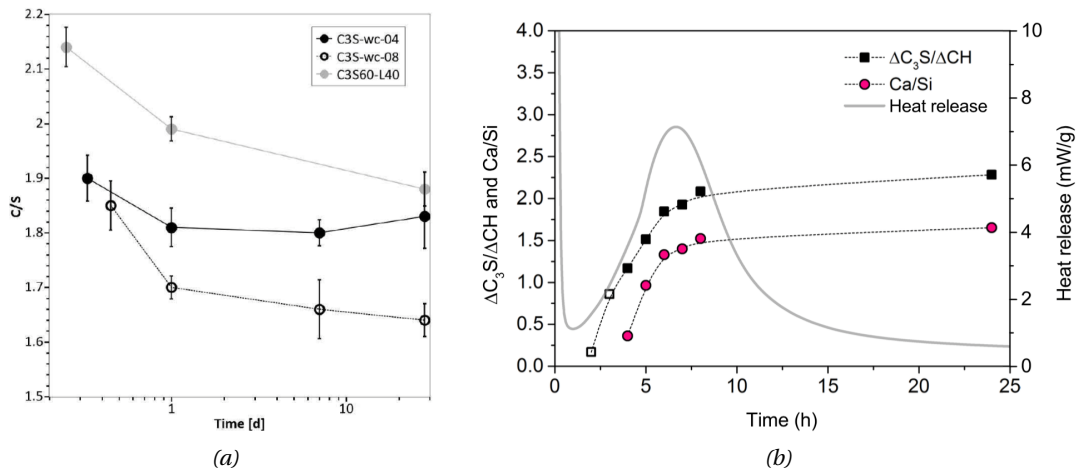 (a)
2.2
2.1
2
1.9
1.8
1.7
1.6
1.5
c/s
C3S-wc-04
C3S-wc-08
C3S60-L40
1
10
Time [d]
(b)
4.0
3.5
3.0
2.5
2.0
1.5
1.0
0.5
0.0
ΔC₃S/ΔCH and Ca/Si
ΔC₃S/ΔCH
Ca/Si
Heat release
10
8
6
4
2
0
Heat release (mW/g)
0
5
10
15
20
25
Time (h)
(a)
(b)